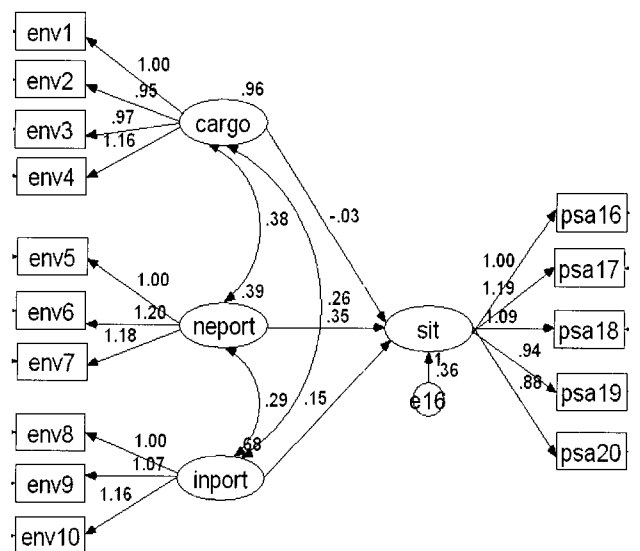 env1
1.00
env2
.95
.96
env3
.97
cargo
1.16
env4
psa16
-.03
.38
env5
1.00
psa17
1.00
1.19
.39
.26
env6
1.20
neport
.35
sit
1.09
psa18
env7
1.18
1
.36
.94
psa19
.29
.15
e16
.88
env8
1.00
.68
psa20
env9
1.07
inport
1.16
env10